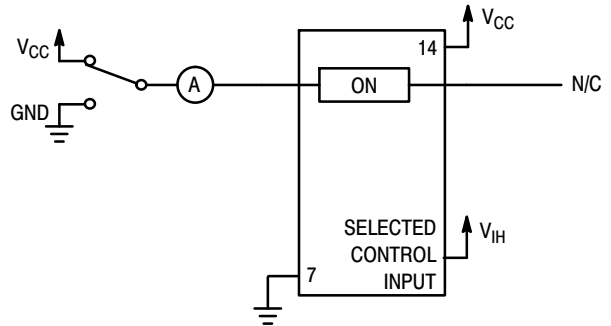 VCC
14
VCC
A
ON
N/C
GND
SELECTED
CONTROL
INPUT
VIH
7